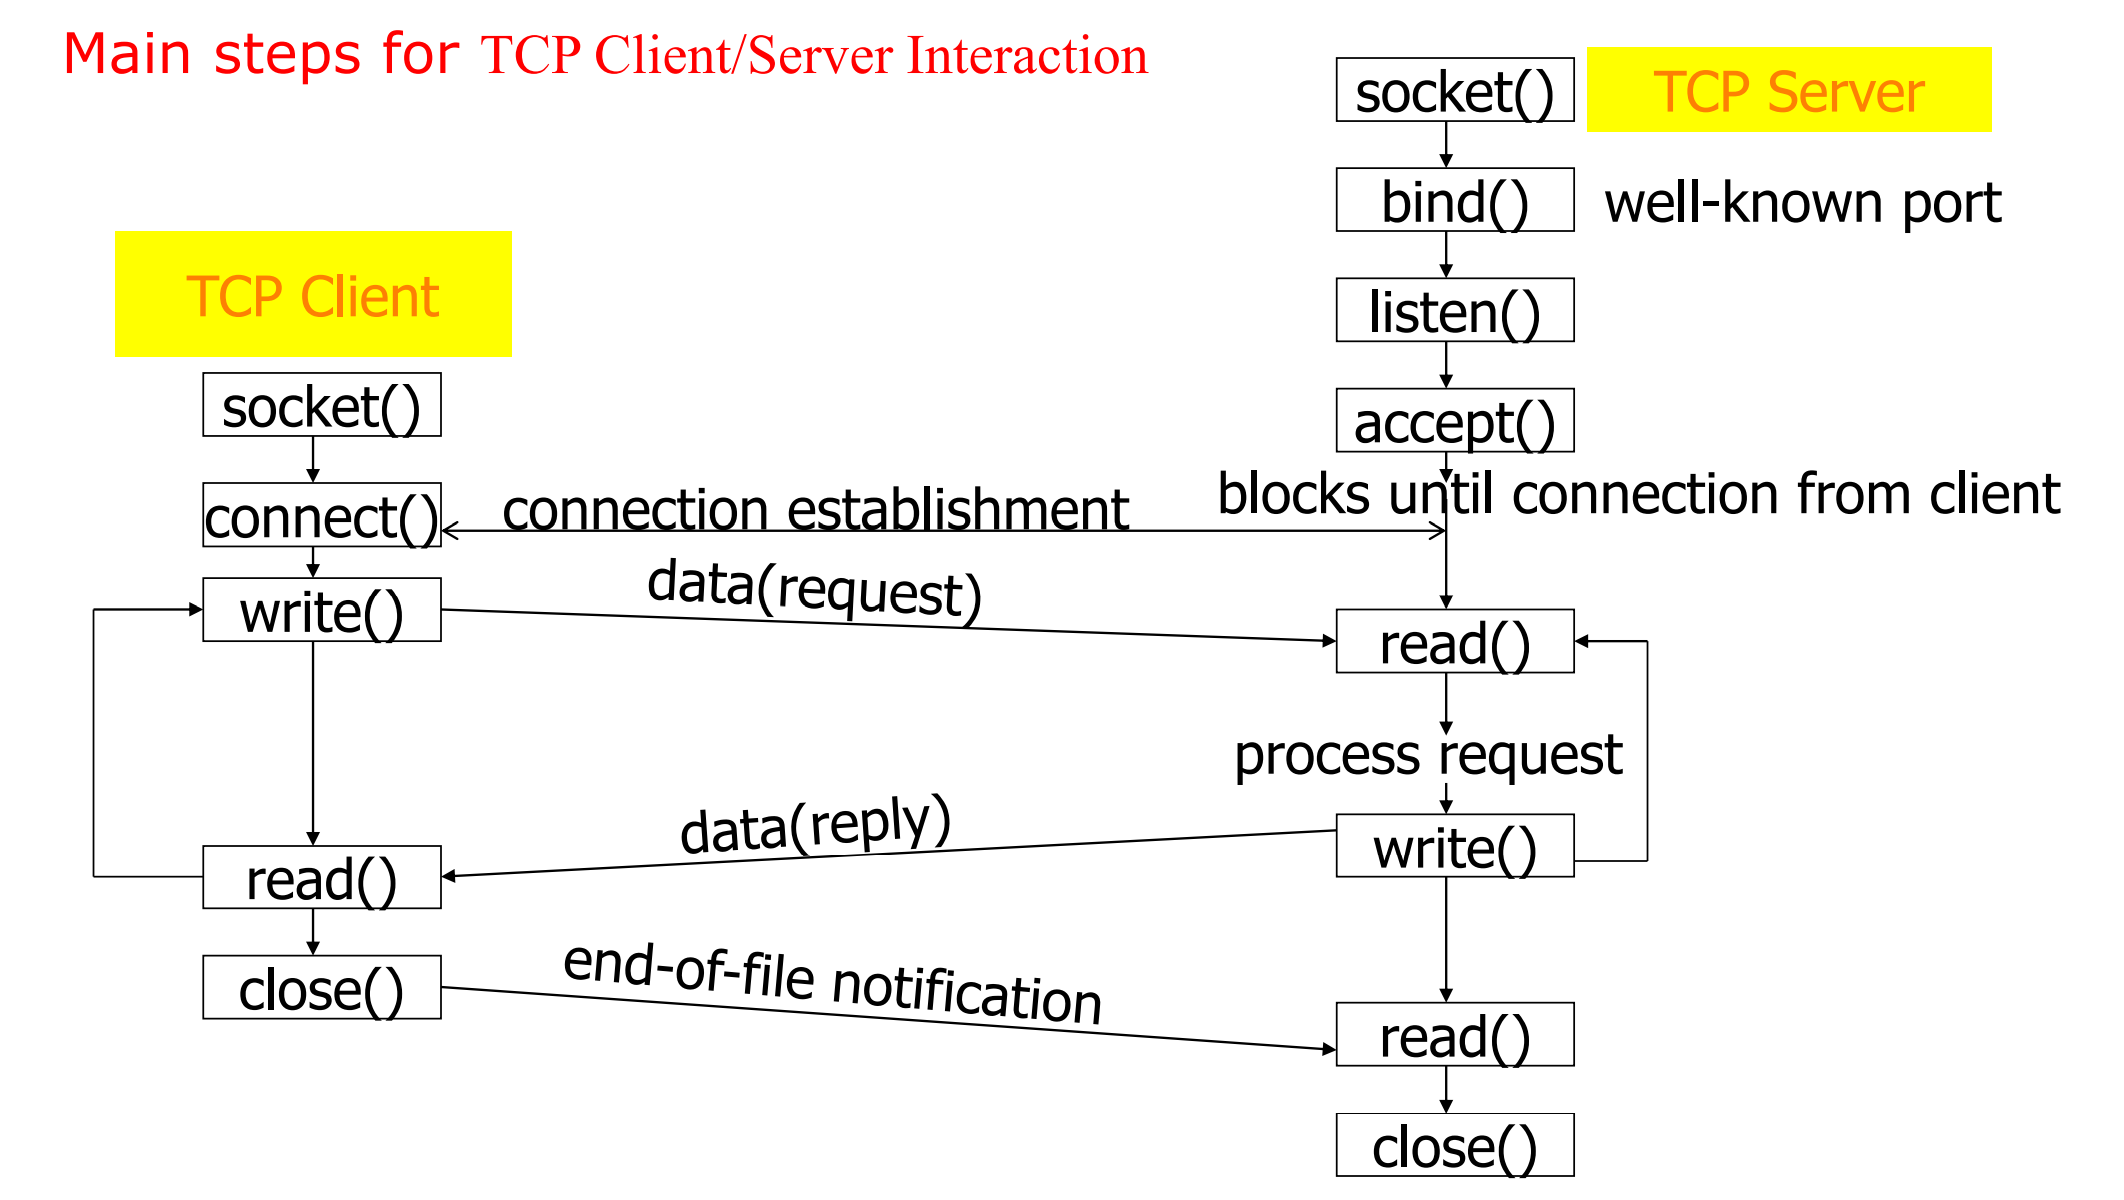 Main steps for TCP Client/Server Interaction
socket()
TCP Server
bind()
well-known port
listen()
accept()
blocks until connection from client
TCP Client
socket()
connect()
connection establishment
write()
data(request)
read()
process request
write()
data(reply)
read()
close()
end-of-file notification
read()
close()